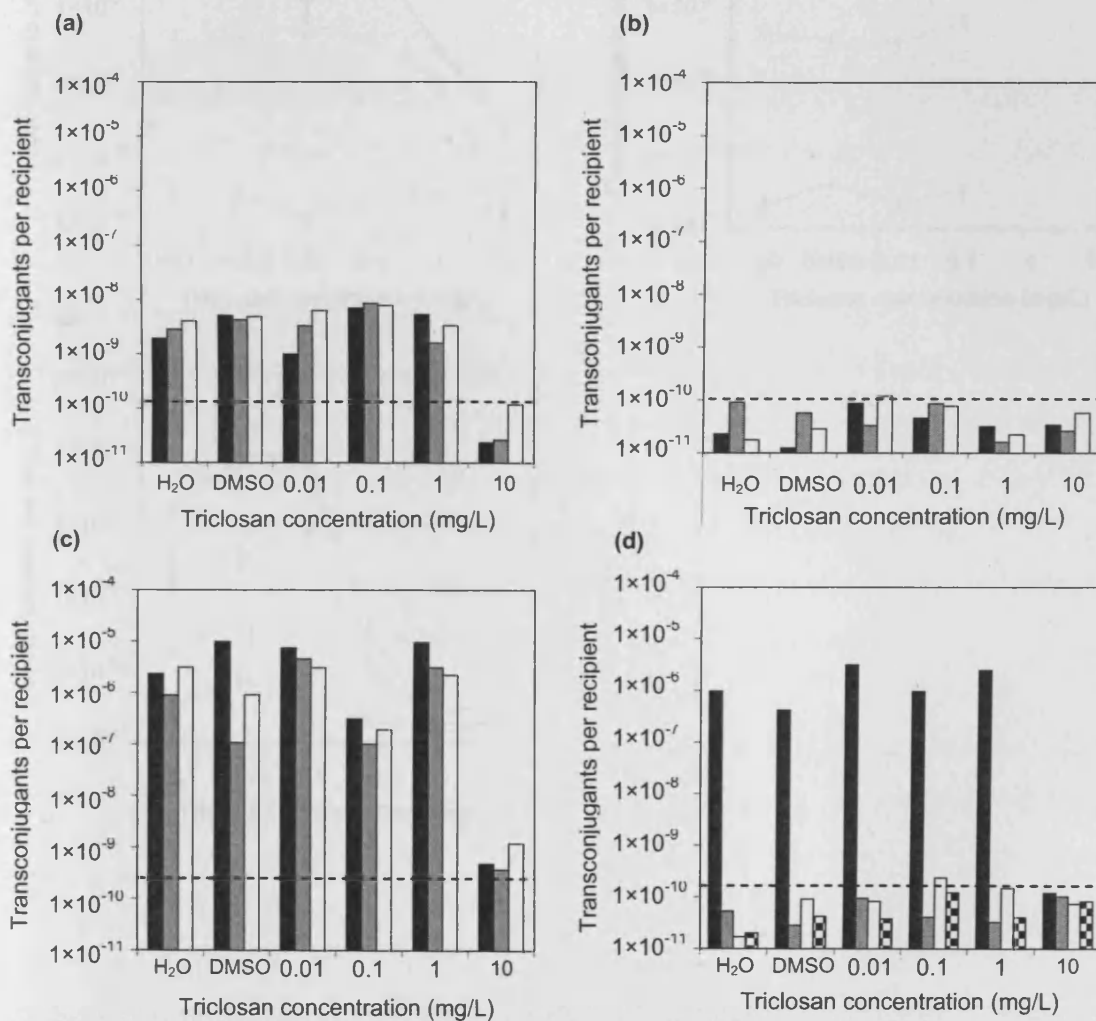 (a)
Transconjugants per recipient
1×10⁻⁴
1×10⁻⁵
1×10⁻⁶
1×10⁻⁷
1×10⁻⁸
1×10⁻⁹
1×10⁻¹⁰
1×10⁻¹¹
H₂O DMSO 0.01 0.1 1 10
Triclosan concentration (mg/L)
(b)
Transconjugants per recipient
1×10⁻⁴
1×10⁻⁵
1×10⁻⁶
1×10⁻⁷
1×10⁻⁸
1×10⁻⁹
1×10⁻¹⁰
1×10⁻¹¹
H₂O DMSO 0.01 0.1 1 10
Triclosan concentration (mg/L)
(c)
Transconjugants per recipient
1×10⁻⁴
1×10⁻⁵
1×10⁻⁶
1×10⁻⁷
1×10⁻⁸
1×10⁻⁹
1×10⁻¹⁰
1×10⁻¹¹
H₂O DMSO 0.01 0.1 1 10
Triclosan concentration (mg/L)
(d)
Transconjugants per recipient
1×10⁻⁴
1×10⁻⁵
1×10⁻⁶
1×10⁻⁷
1×10⁻⁸
1×10⁻⁹
1×10⁻¹⁰
1×10⁻¹¹
H₂O DMSO 0.01 0.1 1 10
Triclosan concentration (mg/L)